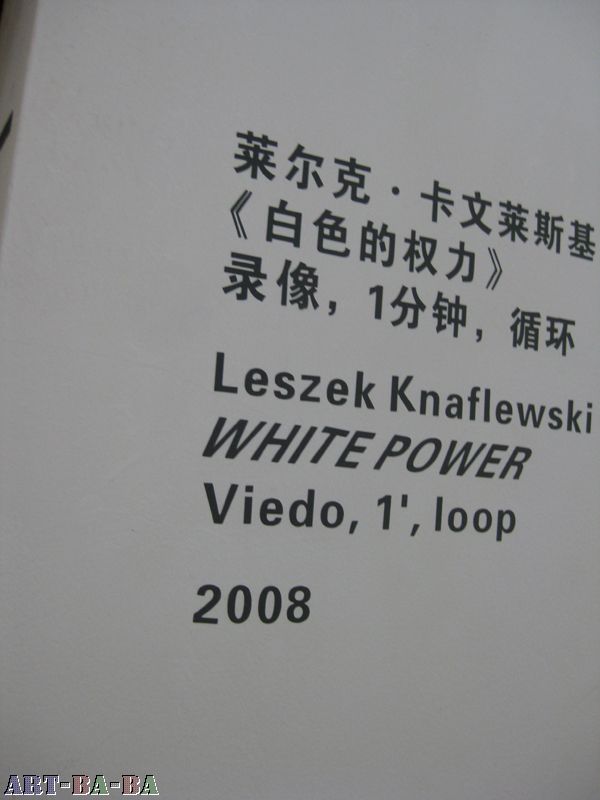 莱尔克·卡文莱斯基
《白色的权力》
录像，1分钟，循环
Leszek Knaflewski
WHITE POWER
Viedo, 1', loop
2008
ART-BA-BA